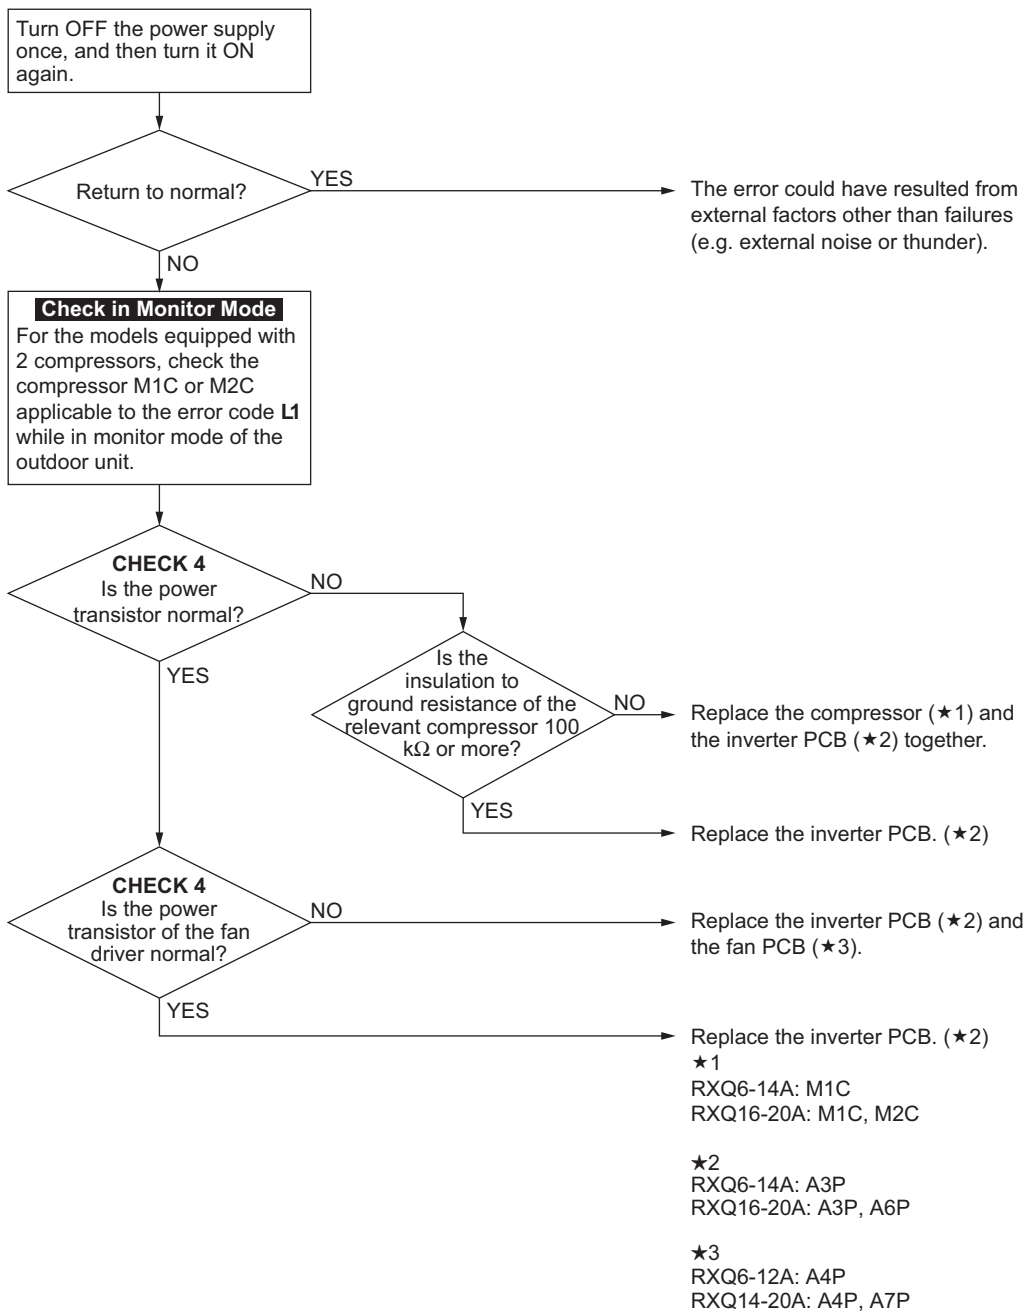 Turn OFF the power supply
once, and then turn it ON
again.
Return to normal?
YES
The error could have resulted from
external factors other than failures
(e.g. external noise or thunder).
NO
Check in Monitor Mode
For the models equipped with
2 compressors, check the
compressor M1C or M2C
applicable to the error code L1
while in monitor mode of the
outdoor unit.
CHECK 4
Is the power
transistor normal?
NO
YES
Is the
insulation to
ground resistance of the
relevant compressor 100
kΩ or more?
NO
Replace the compressor (★1) and
the inverter PCB (★2) together.
YES
Replace the inverter PCB. (★2)
CHECK 4
Is the power
transistor of the fan
driver normal?
NO
Replace the inverter PCB (★2) and
the fan PCB (★3).
YES
Replace the inverter PCB. (★2)
★1
RXQ6-14A: M1C
RXQ16-20A: M1C, M2C
★2
RXQ6-14A: A3P
RXQ16-20A: A3P, A6P
★3
RXQ6-12A: A4P
RXQ14-20A: A4P, A7P